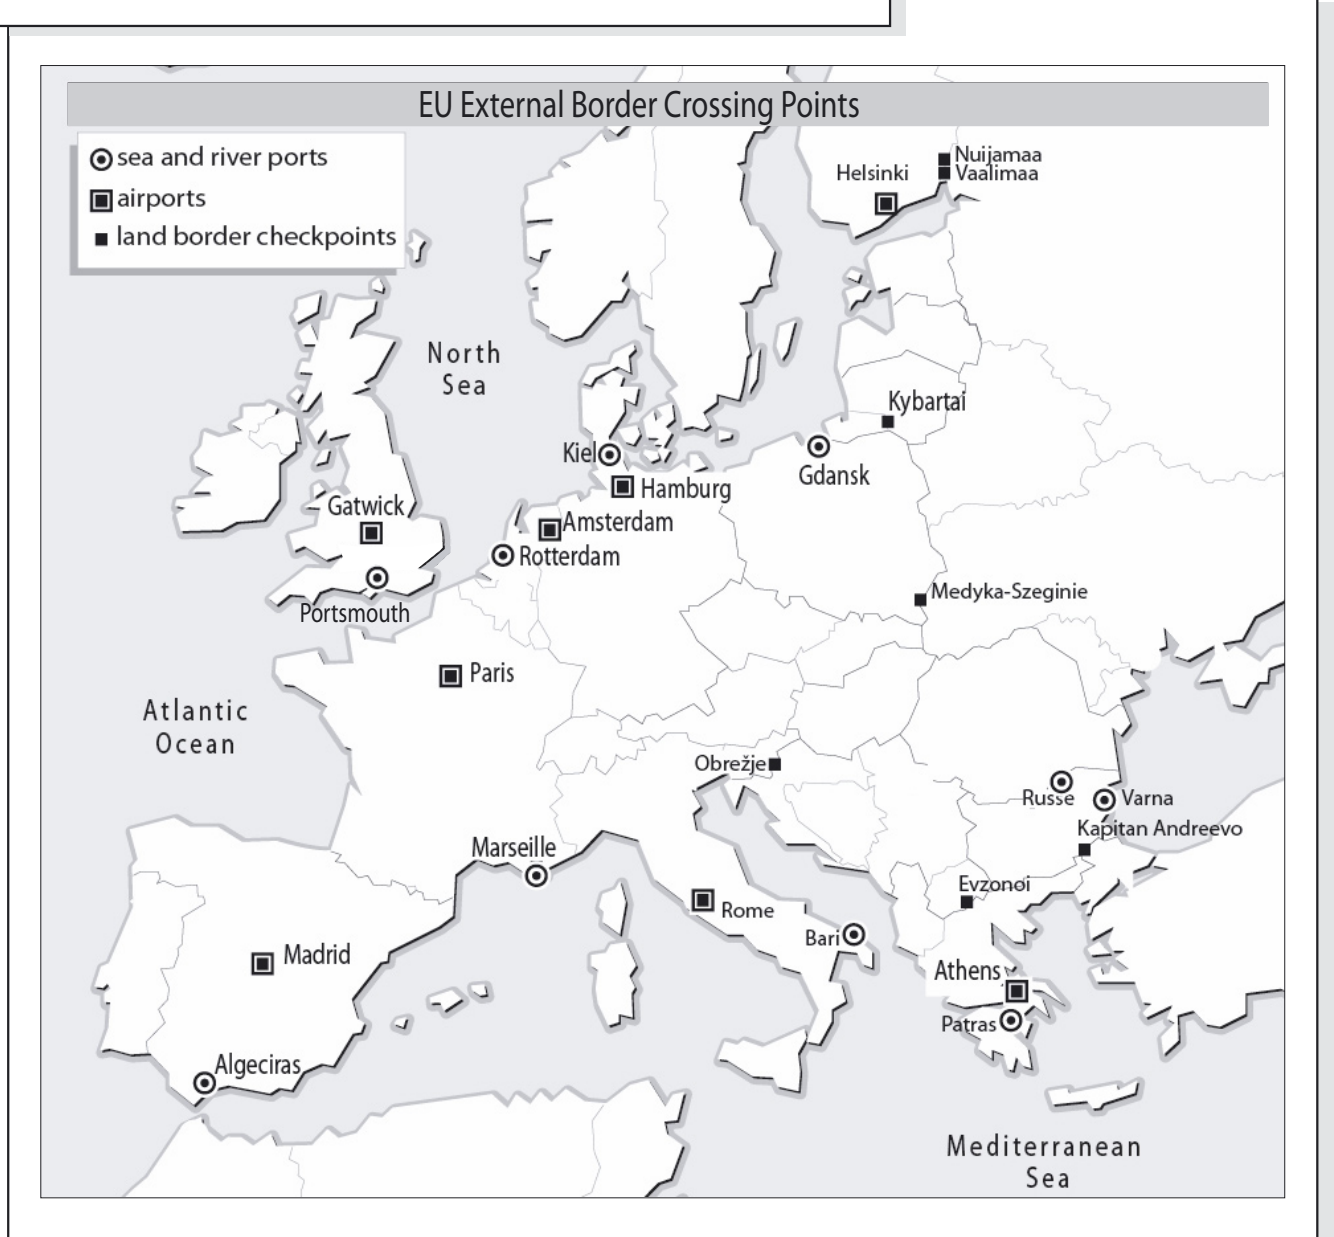 EU External Border Crossing Points
sea and river ports
airports
land border checkpoints
Nuijamaa
Vaalimaa
Helsinki
North
Sea
Kybartai
Kiel
Gdansk
Hamburg
Gatwick
Amsterdam
Rotterdam
Medyka-Szeginie
Portsmouth
Paris
Atlantic
Ocean
Obrežje
Russe
Varna
Kapitan Andreevo
Marseille
Evzonoi
Rome
Bari
Madrid
Athens
Patras
Algeciras
Mediterranean
Sea